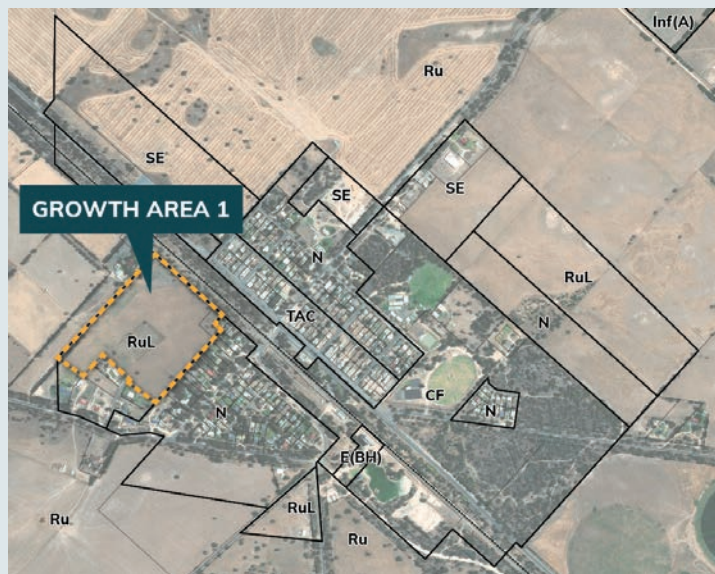 Inf(A)
Ru
SE
SE
SE
GROWTH AREA 1
N
RuL
N
TAC
RuL
CF
N
N
E(BH)
RuL
Ru
Ru